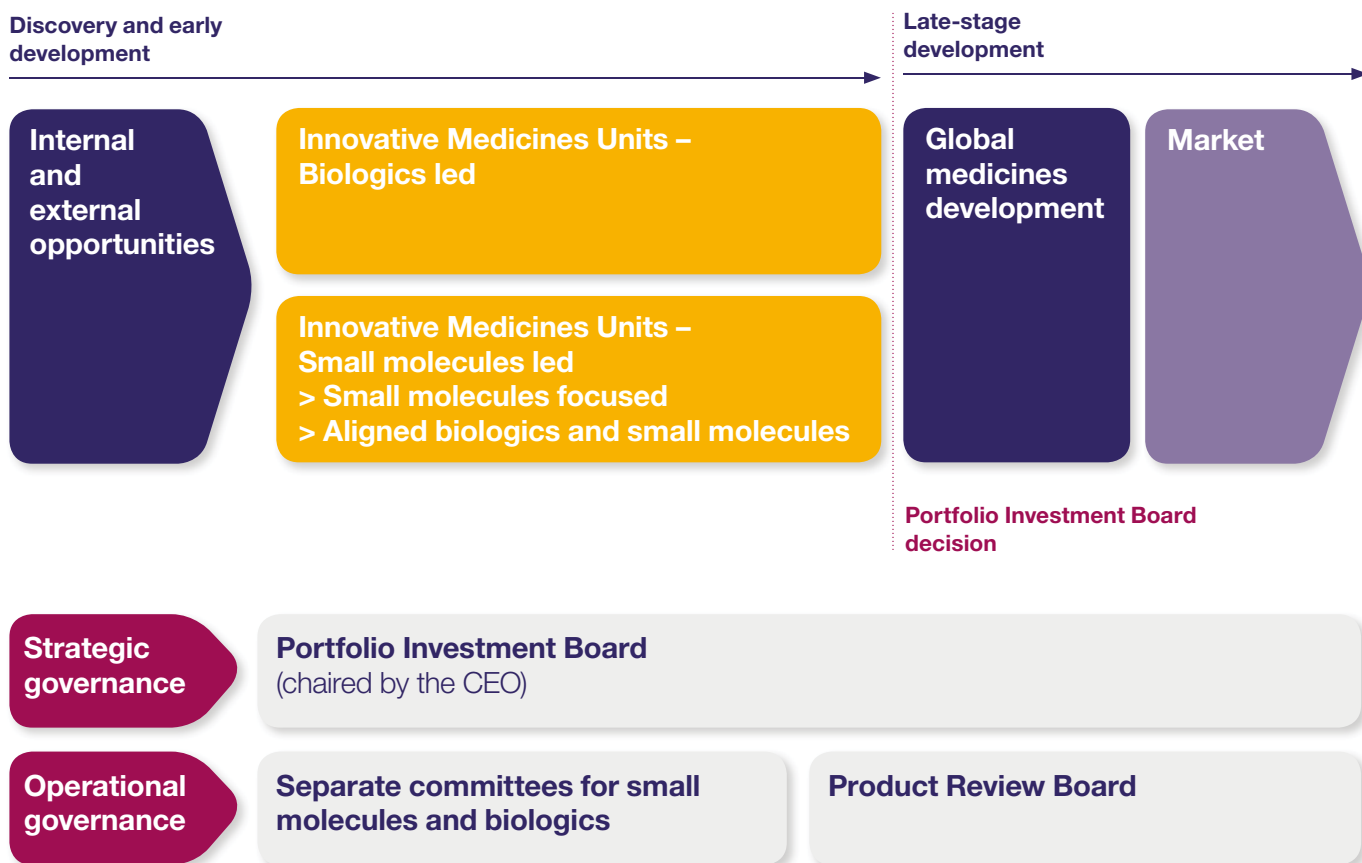 Discovery and early
development
Late-stage
development
Internal
and
external
opportunities
Innovative Medicines Units –
Biologics led
Innovative Medicines Units –
Small molecules led
> Small molecules focused
> Aligned biologics and small molecules
Global
medicines
development
Market
Portfolio Investment Board
decision
Strategic
governance
Portfolio Investment Board
(chaired by the CEO)
Operational
governance
Separate committees for small
molecules and biologics
Product Review Board